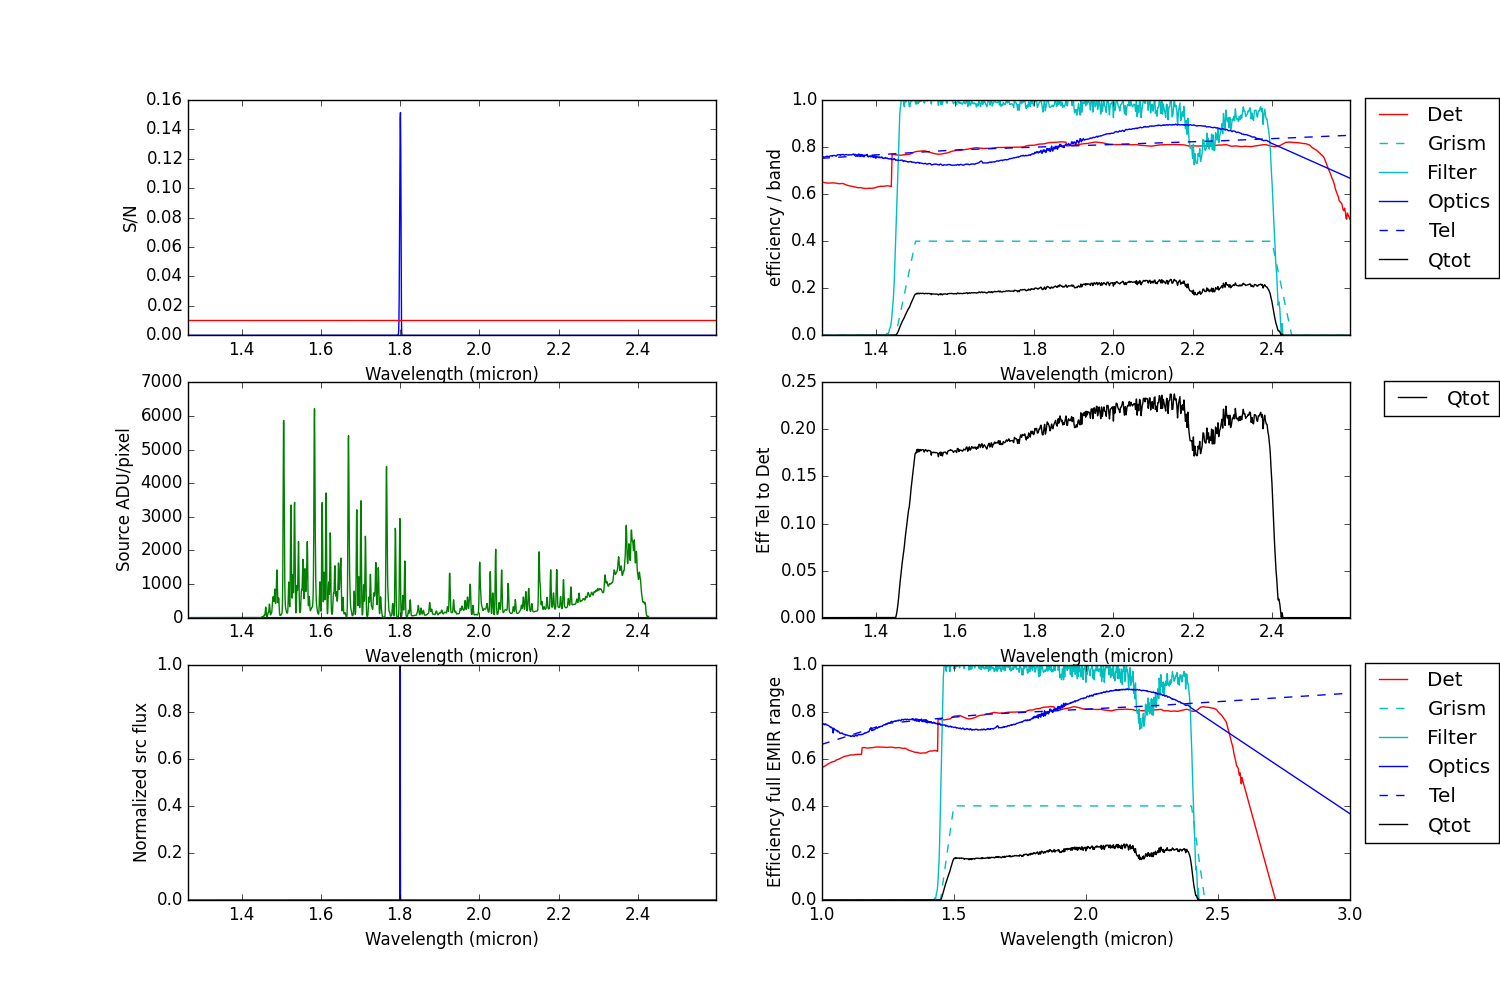 0.16
0.14
0.12
0.10
0.08
0.06
0.04
0.02
0.00
S/N
1.4 1.6 1.8 2.0 2.2 2.4
Wavelength (micron)
1.0
0.8
0.6
0.4
0.2
0.0
efficiency / band
1.4 1.6 1.8 2.0 2.2 2.4
Wavelength (micron)
Det
Grism
Filter
Optics
Tel
Qtot
7000
6000
5000
4000
3000
2000
1000
0
Source ADU/pixel
1.4 1.6 1.8 2.0 2.2 2.4
Wavelength (micron)
0.25
0.20
0.15
0.10
0.05
0.00
Eff Tel to Det
1.4 1.6 1.8 2.0 2.2 2.4
Wavelength (micron)
Qtot
1.0
0.8
0.6
0.4
0.2
0.0
Normalized src flux
1.4 1.6 1.8 2.0 2.2 2.4
Wavelength (micron)
1.0
0.8
0.6
0.4
0.2
0.0
Efficiency full EMIR range
1.0 1.5 2.0 2.5 3.0
Wavelength (micron)
Det
Grism
Filter
Optics
Tel
Qtot